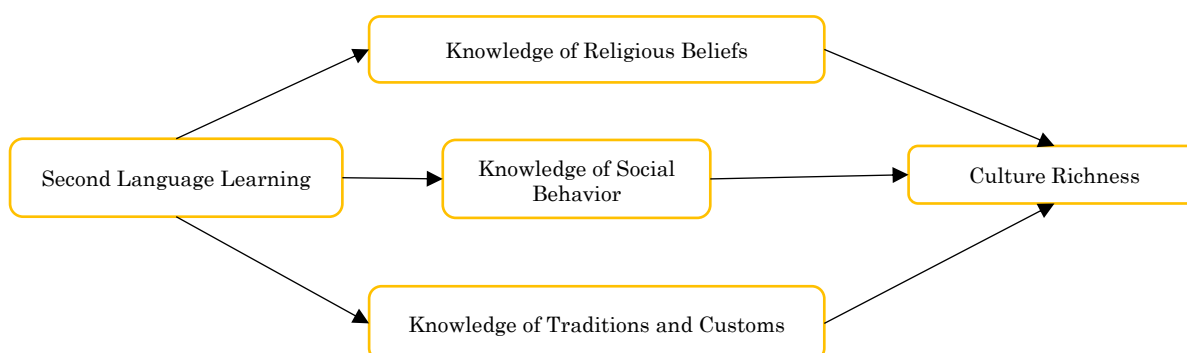 Knowledge of Religious Beliefs
Second Language Learning
Knowledge of Social
Behavior
Culture Richness
Knowledge of Traditions and Customs